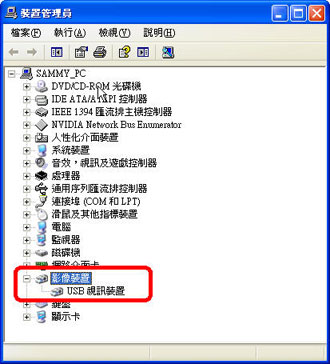 裝置管理員
檔案(F) 執行(A) 檢視(V) 說明(H)
SAMMY_PC
DVD/CD-ROM 光碟機
IDE ATA/ATAPI 控制器
IEEE 1394 匯流排主機控制器
NVIDIA Network Bus Enumerator
人性化介面裝置
系統裝置
音效，視訊及遊戲控制器
處理器
通用序列匯流排控制器
連接埠 (COM 和 LPT)
滑鼠及其他指標裝置
電腦
監視器
磁碟機
網路介面卡
影像裝置
USB 視訊裝置
鍵盤
顯示卡